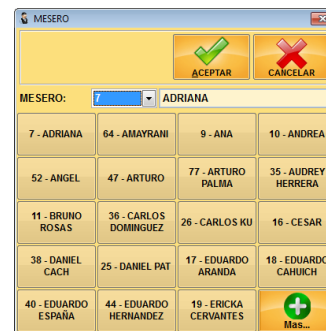 MESERO
ACEPTAR
CANCELAR
MESERO:
7
ADRIANA
7 - ADRIANA
64 - AMAYRANI
9 - ANA
10 - ANDREA
52 - ANGEL
47 - ARTURO
77 - ARTURO
PALMA
35 - AUDREY
HERRERA
11 - BRUNO
ROSAS
36 - CARLOS
DOMINGUEZ
26 - CARLOS KU
16 - CESAR
38 - DANIEL
CACH
25 - DANIEL PAT
17 - EDUARDO
ARANDA
18 - EDUARDO
CAHUICH
40 - EDUARDO
ESPAÑA
44 - EDUARDO
HERNANDEZ
19 - ERICKA
CERVANTES
Mas...